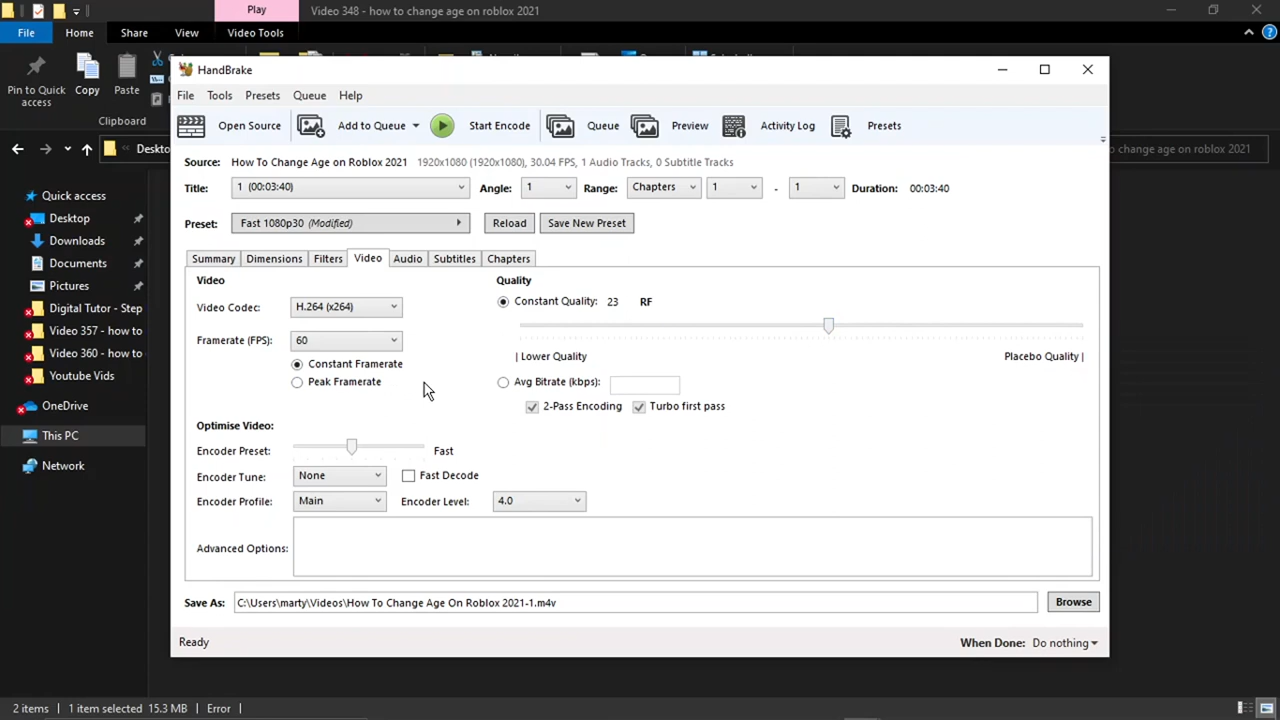 Play
Video 348 - how to change age on roblox 2021
File
Home
Share
View
Video Tools
Pin to Quick
access
Copy
Paste
Clipboard
Desktop
change age on roblox 2021
Quick access
Desktop
Downloads
Documents
Pictures
Digital Tutor - Step
Video 357 - how to
Video 360 - how to
Youtube Vids
OneDrive
This PC
Network
HandBrake
File
Tools
Presets
Queue
Help
Open Source
Add to Queue
Start Encode
Queue
Preview
Activity Log
Presets
Source: How To Change Age on Roblox 2021 1920x1080 (1920x1080), 30.04 FPS, 1 Audio Tracks, 0 Subtitle Tracks
Title: 1 (00:03:40) Angle: 1 Range: Chapters 1 - 1 Duration: 00:03:40
Preset: Fast 1080p30 (Modified) Reload Save New Preset
Summary Dimensions Filters Video Audio Subtitles Chapters
Video
Video Codec: H.264 (x264)
Framerate (FPS): 60
Constant Framerate
Peak Framerate
Quality
Constant Quality: 23 RF
| Lower Quality Placebo Quality |
Avg Bitrate (kbps):
2-Pass Encoding Turbo first pass
Optimise Video:
Encoder Preset: Fast
Encoder Tune: None Fast Decode
Encoder Profile: Main Encoder Level: 4.0
Advanced Options:
Save As: C:\Users\marty\Videos\How To Change Age On Roblox 2021-1.m4v Browse
Ready When Done: Do nothing
2 items 1 item selected 15.3 MB Error